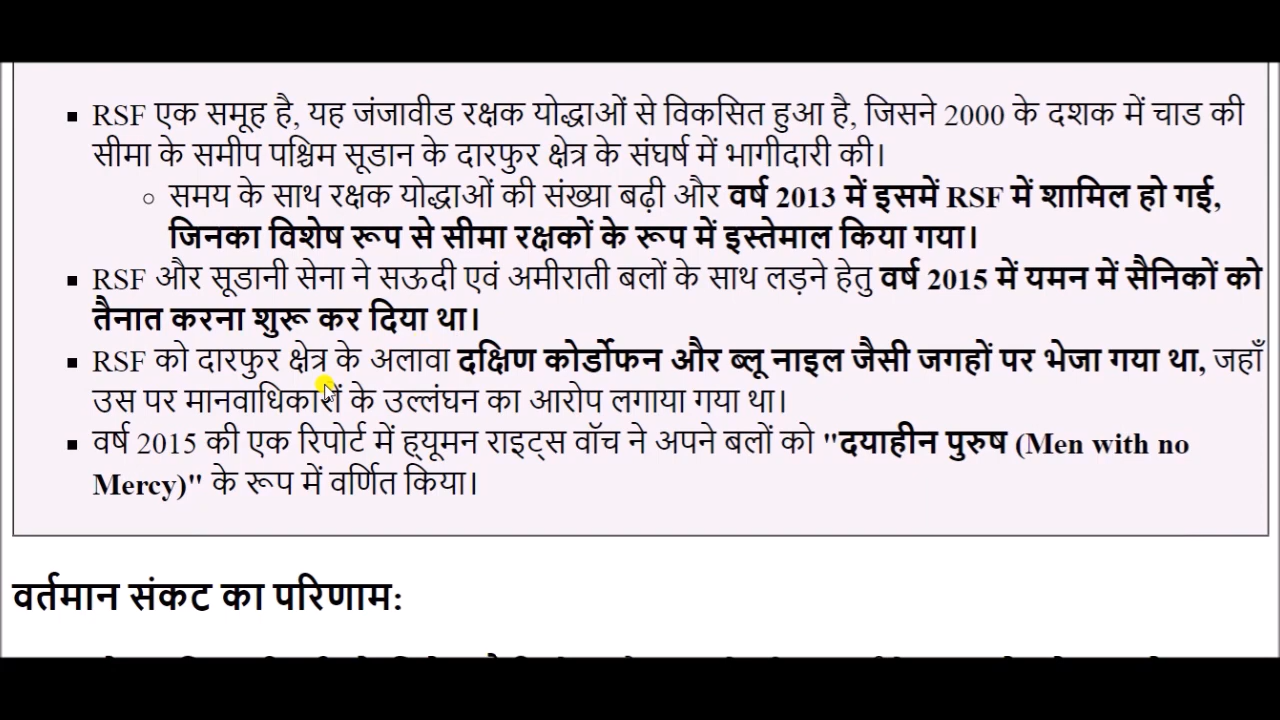 RSF एक समूह है, यह जंजावीड रक्षक योद्धाओं से विकसित हुआ है, जिसने 2000 के दशक में चाड की
सीमा के समीप पश्चिम सूडान के दारफुर क्षेत्र के संघर्ष में भागीदारी की।
समय के साथ रक्षक योद्धाओं की संख्या बढ़ी और वर्ष 2013 में इसमें RSF में शामिल हो गई,
जिनका विशेष रूप से सीमा रक्षकों के रूप में इस्तेमाल किया गया।
RSF और सूडानी सेना ने सऊदी एवं अमीराती बलों के साथ लड़ने हेतु वर्ष 2015 में यमन में सैनिकों को
तैनात करना शुरू कर दिया था।
RSF को दारफुर क्षेत्र के अलावा दक्षिण कोर्डोफन और ब्लू नाइल जैसी जगहों पर भेजा गया था, जहाँ
उस पर मानवाधिकारों के उल्लंघन का आरोप लगाया गया था।
वर्ष 2015 की एक रिपोर्ट में ह्यूमन राइट्स वॉच ने अपने बलों को "दयाहीन पुरुष (Men with no
Mercy)" के रूप में वर्णित किया।
वर्तमान संकट का परिणाम: